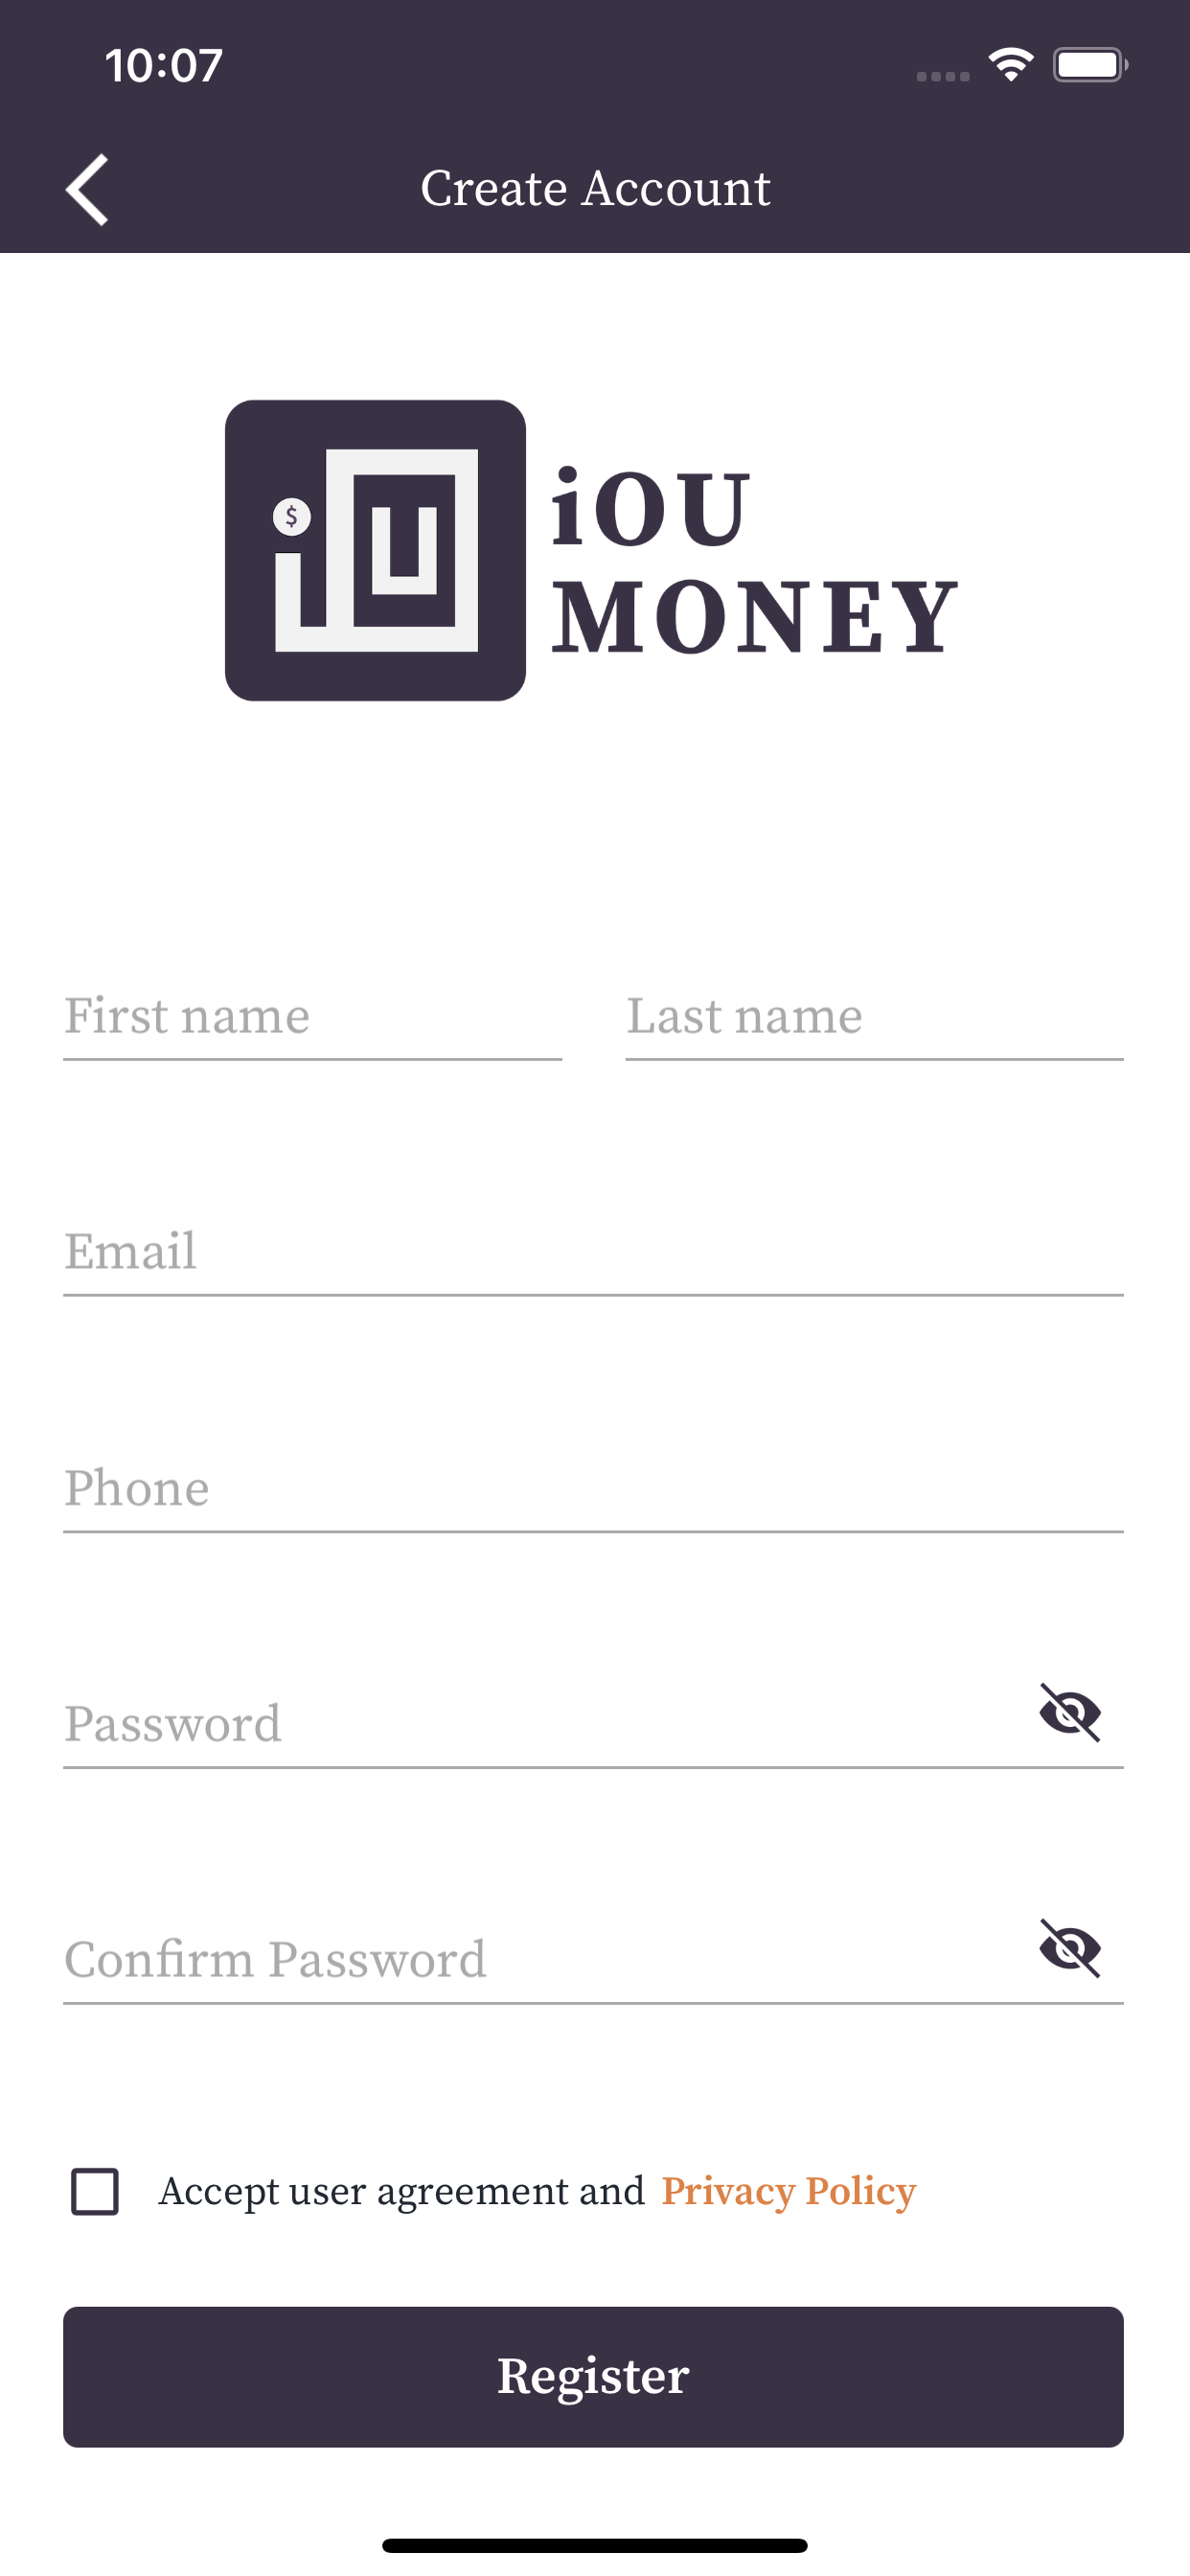 10:07
Create Account
$
iOU
iOU
MONEY
First name Last name
Email
Phone
Password
Confirm Password
Accept user agreement and Privacy Policy
Register